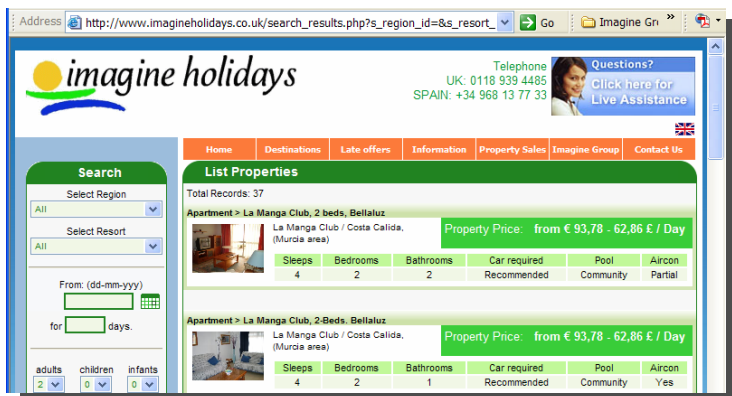 Address http://www.imagineholidays.co.uk/search_results.php?s_region_id=&s_resort_ Go Imagine Gr
imagine holidays
Telephone
UK: 0118 939 4485
SPAIN: +34 968 13 77 33
Questions?
Click here for
Live Assistance
Home Destinations Late offers Information Property Sales Imagine Group Contact Us
Search
Select Region
All
Select Resort
All
From: (dd-mm-yyy)
for days.
adults children infants
2 0 0
List Properties
Total Records: 37
Apartment > La Manga Club, 2 beds, Bellaluz
La Manga Club / Costa Calida,
(Murcia area)
Property Price: from € 93,78 - 62,86 £ / Day
Sleeps Bedrooms Bathrooms Car required Pool Aircon
4 2 2 Recommended Community Partial
Apartment > La Manga Club, 2-Beds. Bellaluz
La Manga Club / Costa Calida,
(Murcia area)
Property Price: from € 93,78 - 62,86 £ / Day
Sleeps Bedrooms Bathrooms Car required Pool Aircon
4 2 1 Recommended Community Yes